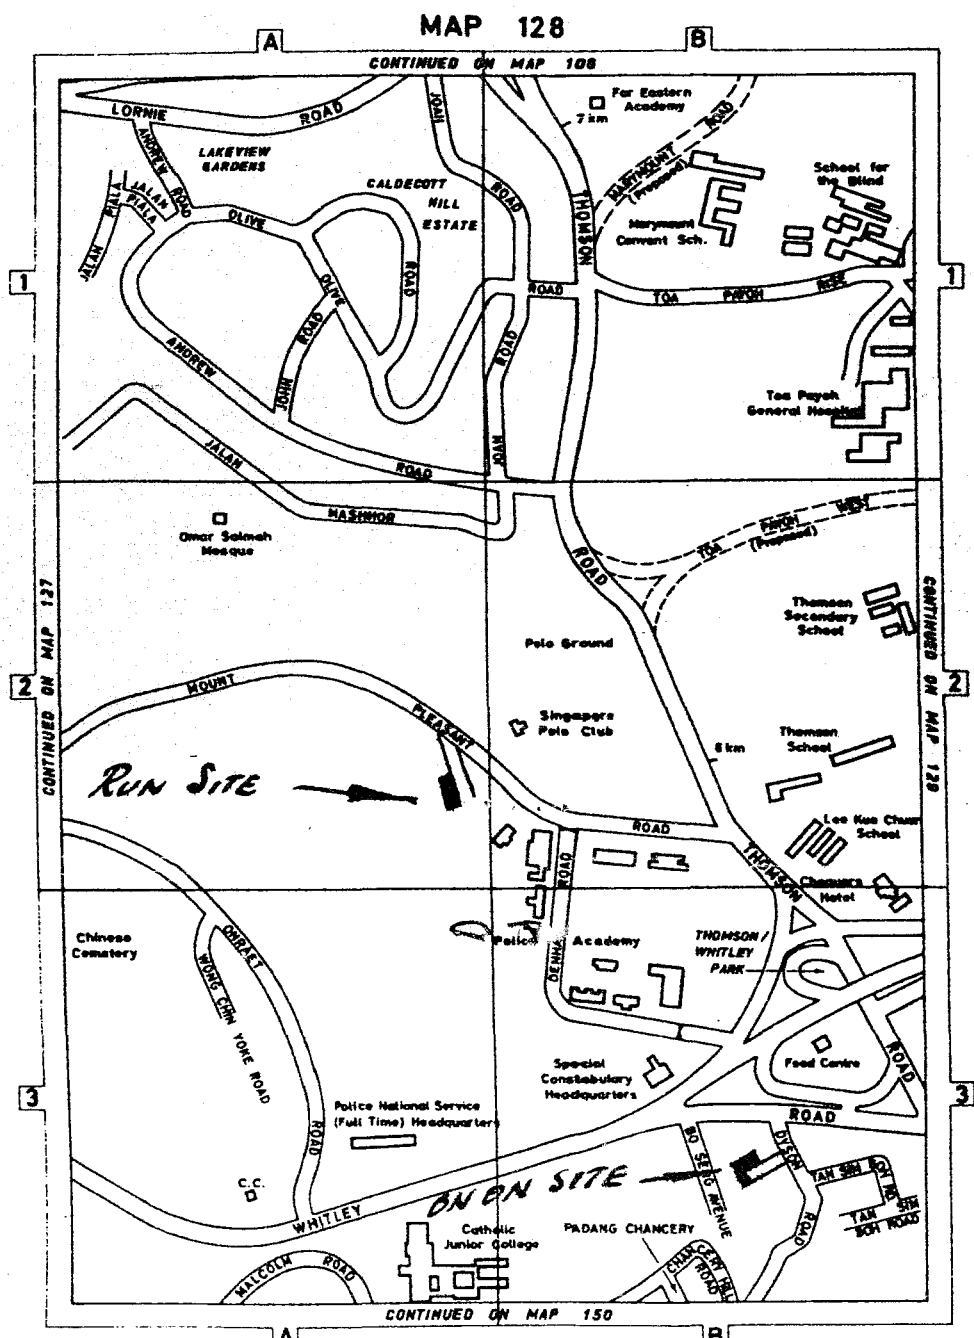 MAP 128
A
B
CONTINUED ON MAP 106
LORNIE
ROAD
JOAN
ROAD
Far Eastern
Academy
7 km
MARYMOUNT
ROAD
(Proposed)
LAKEVIEW
GARDENS
ANDREW
ROAD
JALAN
PIALA
JALAN
PIALA
CALDECOTT
HILL
ESTATE
OLIVE
ROAD
OLIVE
THOMSON
Marymount
Convent Sch.
School for
the Blind
1
1
ROAD
TOA PAYOH RISE
ANDREW
JOHN
ROAD
ROAD
JOAN
Toa Payoh
General Hospital
JALAN
ROAD
MASHHOR
Omar Salmah
Mosque
ROAD
TOA PAYOH WEST
(Proposed)
CONTINUED ON MAP 127
CONTINUED ON MAP 129
Thomson
Secondary
School
Polo Ground
2
2
MOUNT
PLEASANT
Singapore
Polo Club
6 km
Thomson
School
RUN SITE
ROAD
Lee Kuo Chuan
School
ROAD
THOMSON
Chequers
Hotel
Chinese
Cemetery
ONRAET
WONG CHIN YOKE ROAD
Police Academy
DENHAM
THOMSON/
WHITLEY
PARK
Special
Constabulary
Headquarters
Food Centre
ROAD
3
3
Police National Service
(Full Time) Headquarters
ROAD
ROAD
BO SENG AVENUE
DYSON
ROAD
TAN SIM BOH RD
TAN SIM
BOH ROAD
C.C.
WHITLEY
ON ON SITE
PADANG CHANCERY
Catholic
Junior College
MALCOLM ROAD
CHANCERY HILL
ROAD
CONTINUED ON MAP 150
A
B